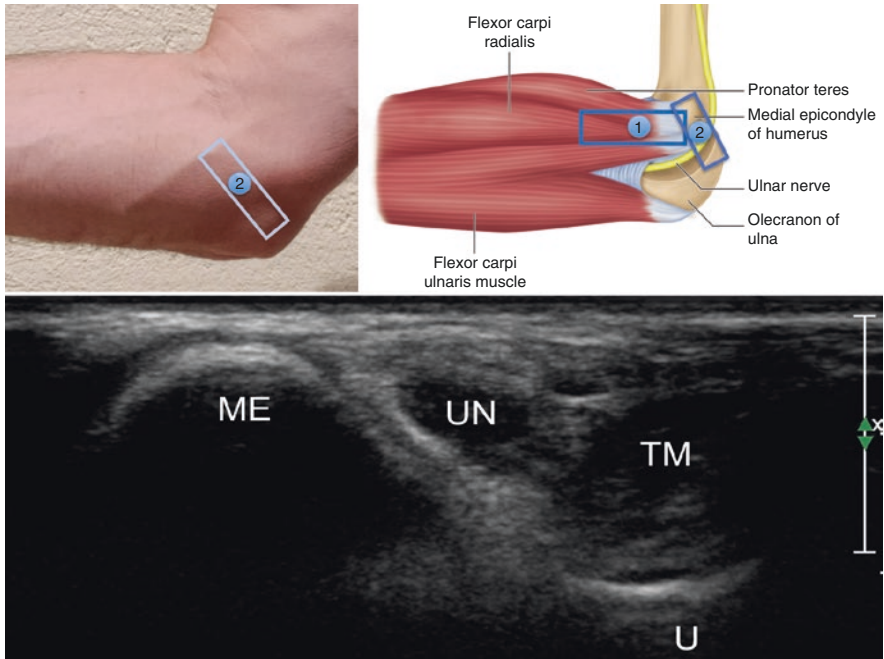 2
Flexor carpi
radialis
Pronator teres
1
2
Medial epicondyle
of humerus
Ulnar nerve
Olecranon of
ulna
Flexor carpi
ulnaris muscle
ME
UN
TM
U
x